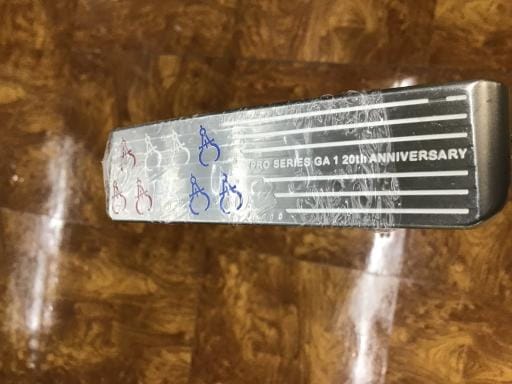 PRO SERIES GA 1 20th ANNIVERSARY